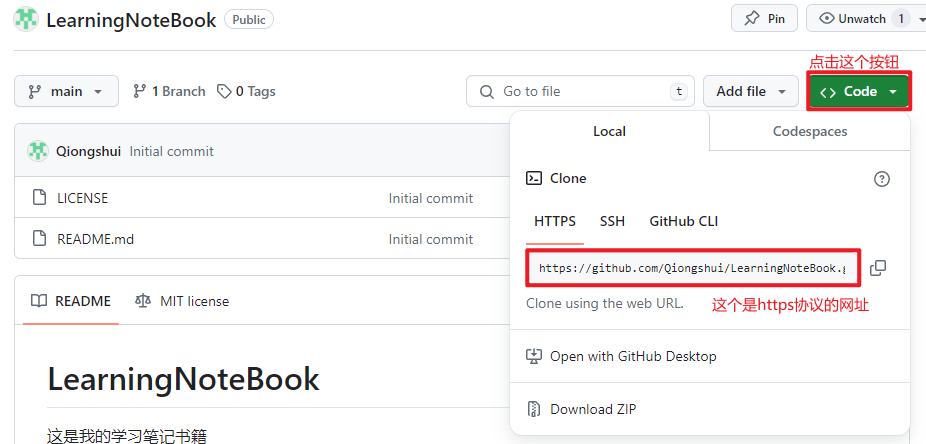 LearningNoteBook Public Pin Unwatch 1
点击这个按钮
main 1 Branch 0 Tags Go to file t Add file Code
Local Codespaces
Qiongshui Initial commit
Clone
LICENSE Initial commit
HTTPS SSH GitHub CLI
README.md Initial commit
https://github.com/Qiongshui/LearningNoteBook.g
Clone using the web URL. 这个是https协议的网址
README MIT license
Open with GitHub Desktop
LearningNoteBook
Download ZIP
这是我的学习笔记书籍